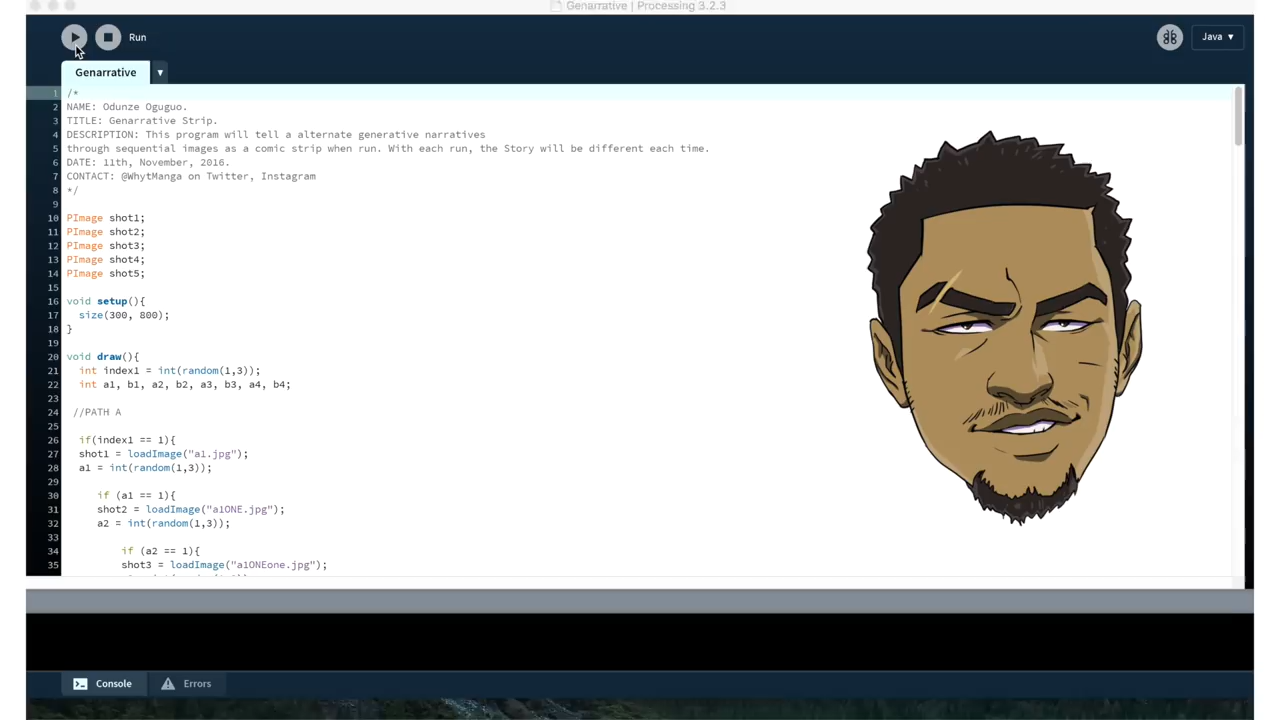 Genarrative | Processing 3.2.3
Run
Java ▾
Genarrative ▾
1 /*
2 NAME: Odunze Oguguo.
3 TITLE: Genarrative Strip.
4 DESCRIPTION: This program will tell a alternate generative narratives
5 through sequential images as a comic strip when run. With each run, the Story will be different each time.
6 DATE: 11th, November, 2016.
7 CONTACT: @WhytManga on Twitter, Instagram
8 */
9
10 PImage shot1;
11 PImage shot2;
12 PImage shot3;
13 PImage shot4;
14 PImage shot5;
15
16 void setup(){
17 size(300, 800);
18 }
19
20 void draw(){
21 int index1 = int(random(1,3));
22 int a1, b1, a2, b2, a3, b3, a4, b4;
23
24 //PATH A
25
26 if(index1 == 1){
27 shot1 = loadImage("a1.jpg");
28 a1 = int(random(1,3));
29
30 if (a1 == 1){
31 shot2 = loadImage("a1ONE.jpg");
32 a2 = int(random(1,3));
33
34 if (a2 == 1){
35 shot3 = loadImage("a1ONEone.jpg");
Console
Errors